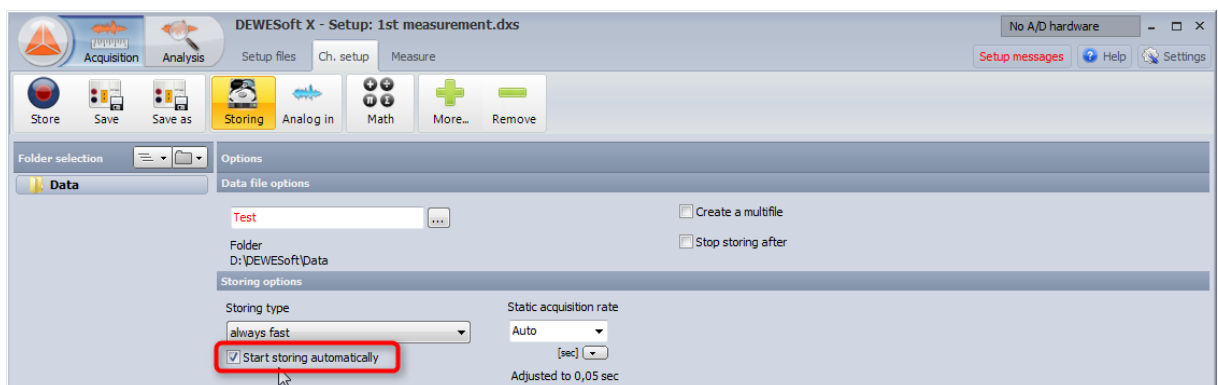 DEWESoft X - Setup: 1st measurement.dxs
No A/D hardware
Acquisition
Analysis
Setup files
Ch. setup
Measure
Setup messages
Help
Settings
Store
Save
Save as
Storing
Analog in
Math
More...
Remove
Folder selection
Data
Options
Data file options
Test
...
Folder
D:\DEWESoft\Data
Create a multifile
Stop storing after
Storing options
Storing type
always fast
Start storing automatically
Static acquisition rate
Auto
[sec]
Adjusted to 0,05 sec